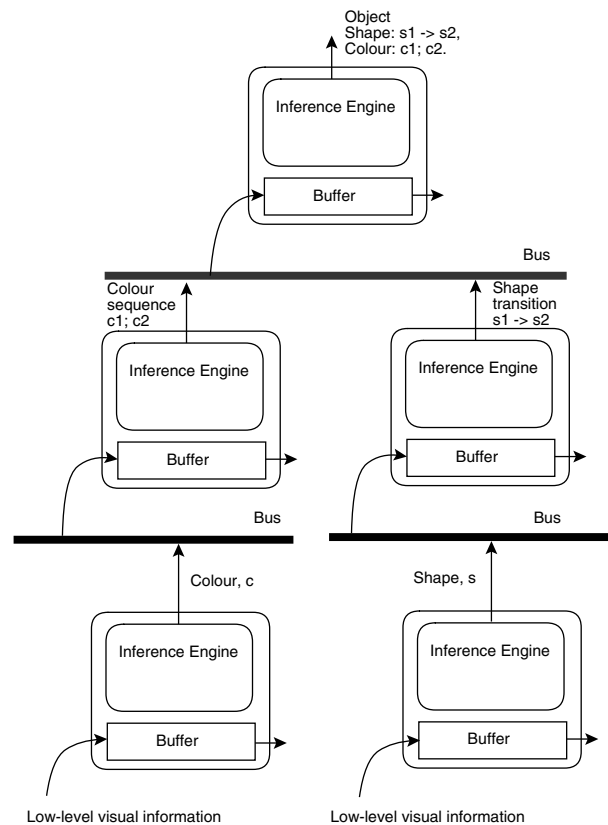 Object
Shape: s1 -> s2,
Colour: c1; c2.
Inference Engine
Buffer
Bus
Colour
sequence
c1; c2
Shape
transition
s1 -> s2
Inference Engine
Inference Engine
Buffer
Buffer
Bus
Bus
Colour, c
Shape, s
Inference Engine
Inference Engine
Buffer
Buffer
Low-level visual information
Low-level visual information